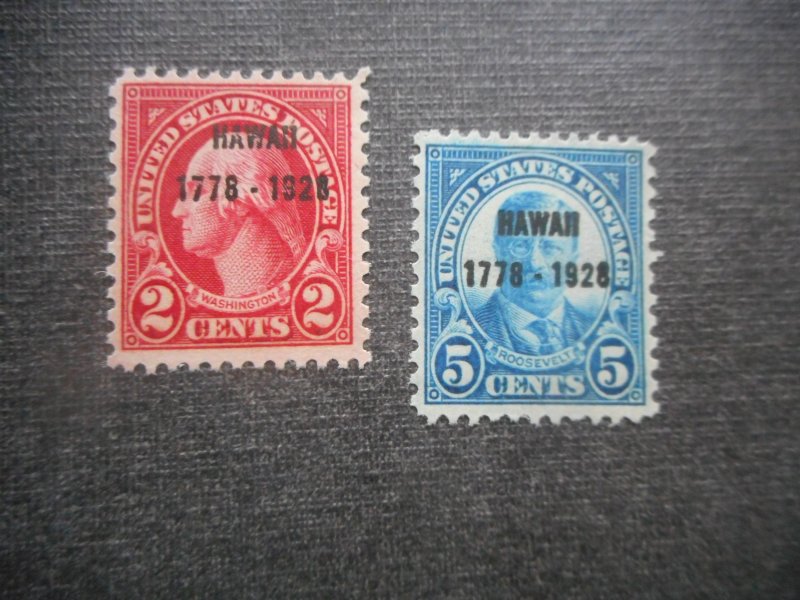 UNITED STATES POSTAGE
HAWAII
1778 - 1928
WASHINGTON
2 CENTS 2
UNITED STATES POSTAGE
HAWAII
1778 - 1928
ROOSEVELT
5 CENTS 5